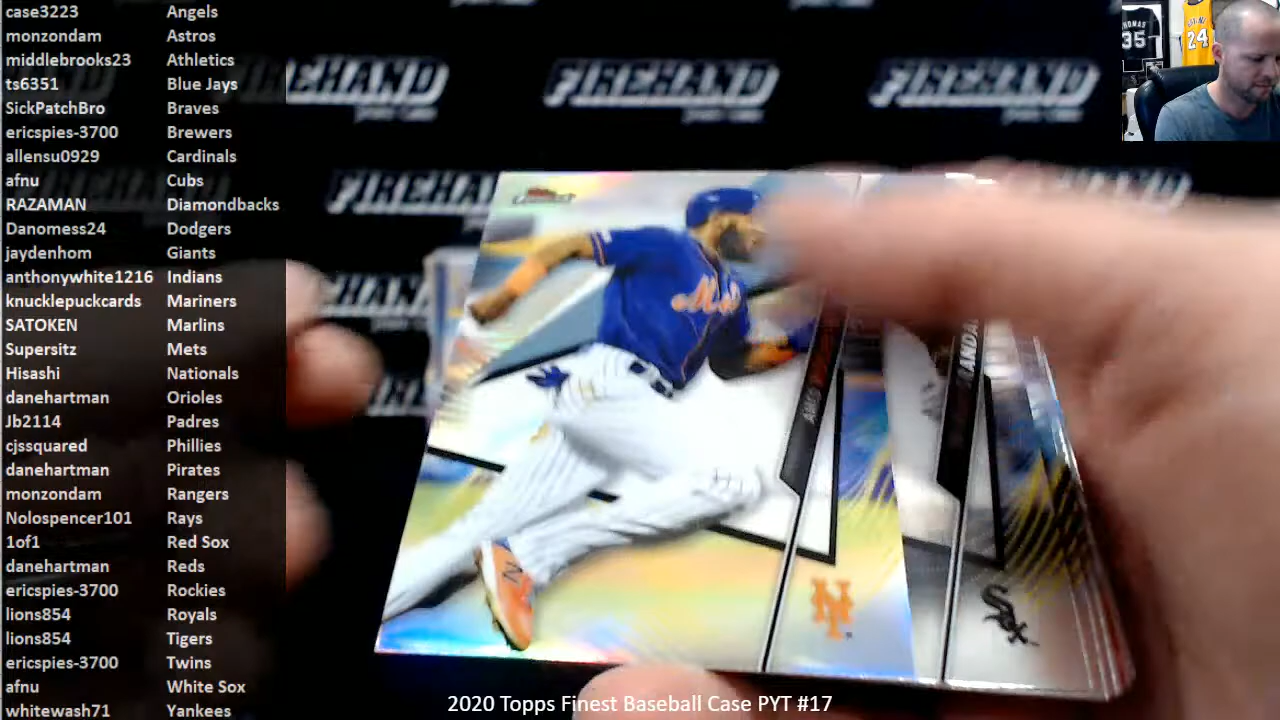 case3223 Angels
monzondam Astros
middlebrooks23 Athletics
ts6351 Blue Jays
SickPatchBro Braves
ericspies-3700 Brewers
allensu0929 Cardinals
afnu Cubs
RAZAMAN Diamondbacks
Danomess24 Dodgers
jaydenhom Giants
anthonywhite1216 Indians
knucklepuckcards Mariners
SATOKEN Marlins
Supersitz Mets
Hisashi Nationals
danehartman Orioles
Jb2114 Padres
cjssquared Phillies
danehartman Pirates
monzondam Rangers
Nolospencer101 Rays
1of1 Red Sox
danehartman Reds
ericspies-3700 Rockies
lions854 Royals
lions854 Tigers
ericspies-3700 Twins
afnu White Sox
whitewash71 Yankees
FIREHAND FIREHAND FIREHAND
FIREHAND
35
24
Mets
NY
Sox
2020 Topps Finest Baseball Case PYT #17